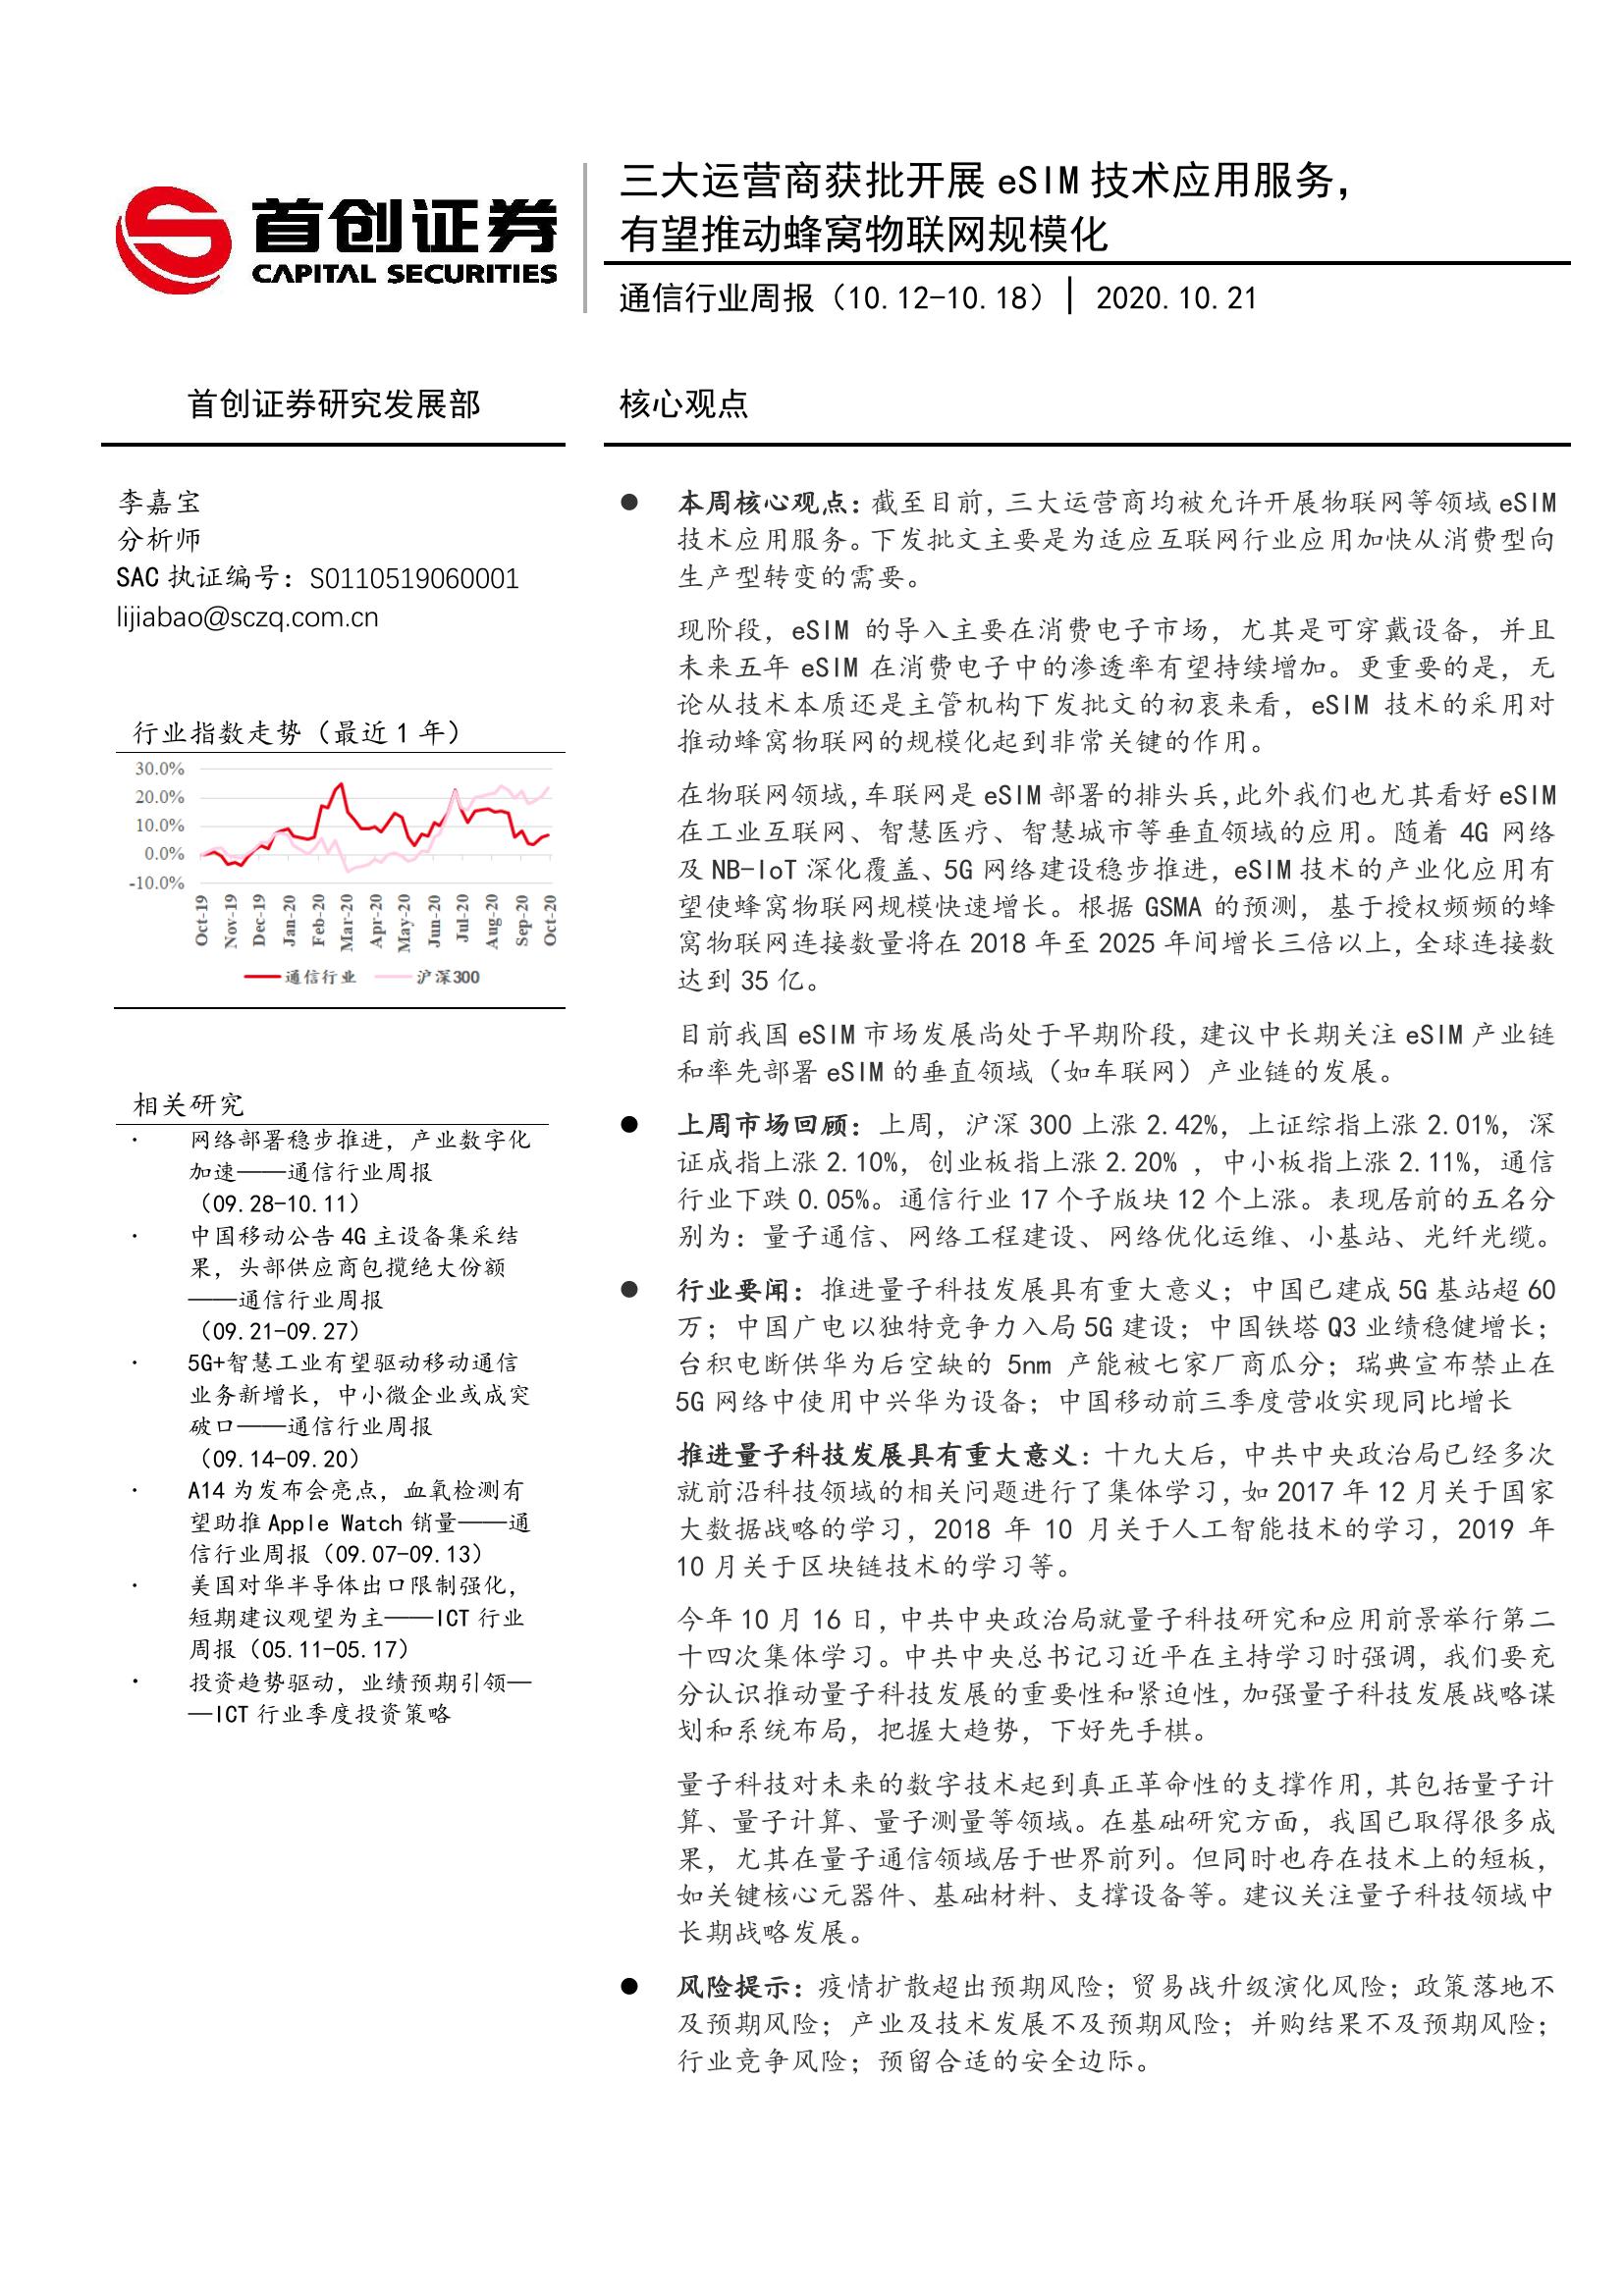 首创证券
CAPITAL SECURITIES
三大运营商获批开展 eSIM 技术应用服务，
有望推动蜂窝物联网规模化
通信行业周报（10.12-10.18） | 2020.10.21
首创证券研究发展部
李嘉宝
分析师
SAC 执证编号：S0110519060001
lijiabao@sczq.com.cn
行业指数走势（最近 1 年）
30.0%
20.0%
10.0%
0.0%
-10.0%
Oct-19
Nov-19
Dec-19
Jan-20
Feb-20
Mar-20
Apr-20
May-20
Jun-20
Jul-20
Aug-20
Sep-20
Oct-20
通信行业 沪深300
相关研究
· 网络部署稳步推进，产业数字化
加速——通信行业周报
（09.28-10.11）
· 中国移动公告 4G 主设备集采结
果，头部供应商包揽绝大份额
——通信行业周报
（09.21-09.27）
· 5G+智慧工业有望驱动移动通信
业务新增长，中小微企业或成突
破口——通信行业周报
（09.14-09.20）
· A14 为发布会亮点，血氧检测有
望助推 Apple Watch 销量——通
信行业周报（09.07-09.13）
· 美国对华半导体出口限制强化，
短期建议观望为主——ICT 行业
周报（05.11-05.17）
· 投资趋势驱动，业绩预期引领—
—ICT 行业季度投资策略
核心观点
● 本周核心观点：截至目前，三大运营商均被允许开展物联网等领域 eSIM
技术应用服务。下发批文主要是为适应互联网行业应用加快从消费型向
生产型转变的需要。
现阶段，eSIM 的导入主要在消费电子市场，尤其是可穿戴设备，并且
未来五年 eSIM 在消费电子中的渗透率有望持续增加。更重要的是，无
论从技术本质还是主管机构下发批文的初衷来看，eSIM 技术的采用对
推动蜂窝物联网的规模化起到非常关键的作用。
在物联网领域，车联网是 eSIM 部署的排头兵，此外我们也尤其看好 eSIM
在工业互联网、智慧医疗、智慧城市等垂直领域的应用。随着 4G 网络
及 NB-IoT 深化覆盖、5G 网络建设稳步推进，eSIM 技术的产业化应用有
望使蜂窝物联网规模快速增长。根据 GSMA 的预测，基于授权频频的蜂
窝物联网连接数量将在 2018 年至 2025 年间增长三倍以上，全球连接数
达到 35 亿。
目前我国 eSIM 市场发展尚处于早期阶段，建议中长期关注 eSIM 产业链
和率先部署 eSIM 的垂直领域（如车联网）产业链的发展。
● 上周市场回顾：上周，沪深 300 上涨 2.42%，上证综指上涨 2.01%，深
证成指上涨 2.10%，创业板指上涨 2.20% ，中小板指上涨 2.11%，通信
行业下跌 0.05%。通信行业 17 个子版块 12 个上涨。表现居前的五名分
别为：量子通信、网络工程建设、网络优化运维、小基站、光纤光缆。
● 行业要闻：推进量子科技发展具有重大意义；中国已建成 5G 基站超 60
万；中国广电以独特竞争力入局 5G 建设；中国铁塔 Q3 业绩稳健增长；
台积电断供华为后空缺的 5nm 产能被七家厂商瓜分；瑞典宣布禁止在
5G 网络中使用中兴华为设备；中国移动前三季度营收实现同比增长
推进量子科技发展具有重大意义：十九大后，中共中央政治局已经多次
就前沿科技领域的相关问题进行了集体学习，如 2017 年 12 月关于国家
大数据战略的学习，2018 年 10 月关于人工智能技术的学习，2019 年
10 月关于区块链技术的学习等。
今年 10 月 16 日，中共中央政治局就量子科技研究和应用前景举行第二
十四次集体学习。中共中央总书记习近平在主持学习时强调，我们要充
分认识推动量子科技发展的重要性和紧迫性，加强量子科技发展战略谋
划和系统布局，把握大趋势，下好先手棋。
量子科技对未来的数字技术起到真正革命性的支撑作用，其包括量子计
算、量子计算、量子测量等领域。在基础研究方面，我国已取得很多成
果，尤其在量子通信领域居于世界前列。但同时也存在技术上的短板，
如关键核心元器件、基础材料、支撑设备等。建议关注量子科技领域中
长期战略发展。
● 风险提示：疫情扩散超出预期风险；贸易战升级演化风险；政策落地不
及预期风险；产业及技术发展不及预期风险；并购结果不及预期风险；
行业竞争风险；预留合适的安全边际。